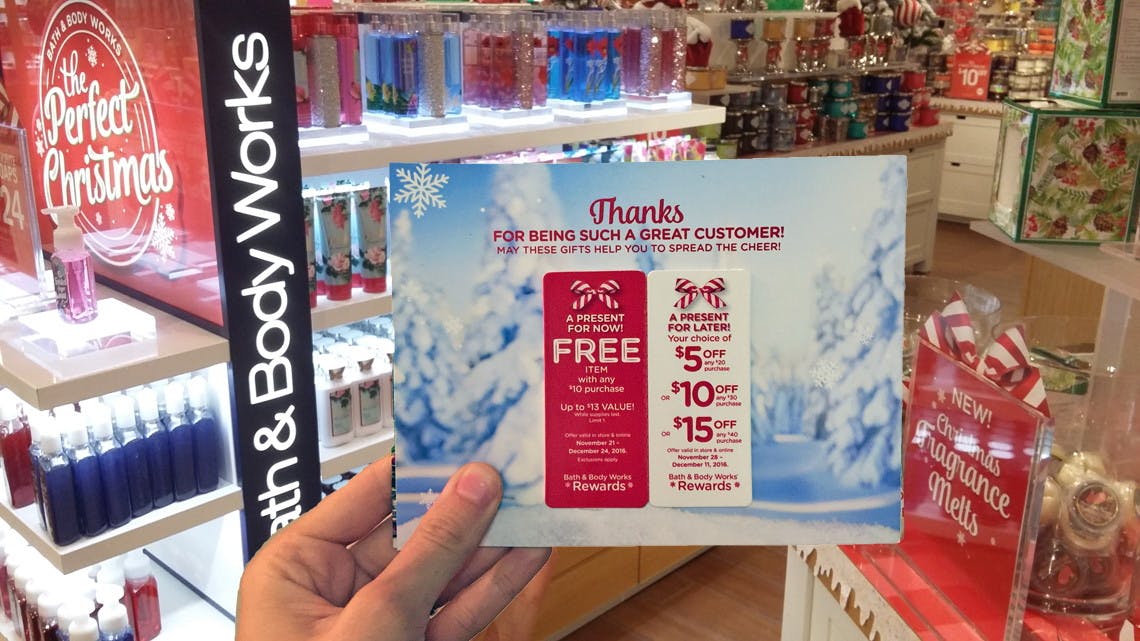 BATH & BODY WORKS
the
Perfect
Christmas
24
Bath & Body Works
$10
Thanks
FOR BEING SUCH A GREAT CUSTOMER!
MAY THESE GIFTS HELP YOU TO SPREAD THE CHEER!
A PRESENT
FOR NOW!
FREE
ITEM
with any
$10 purchase
Up to $13 VALUE!
While supplies last.
Limit 1.
Offer valid in store & online
November 21 –
December 24, 2016.
Exclusions apply.
Bath & Body Works
Rewards
A PRESENT
FOR LATER!
Your choice of
$5 OFF
any $20
purchase
OR $10 OFF
any $30
purchase
OR $15 OFF
any $40
purchase
Offer valid in store & online
November 28 –
December 11, 2016.
Bath & Body Works
Rewards
NEW!
Christmas
Fragrance
Melts